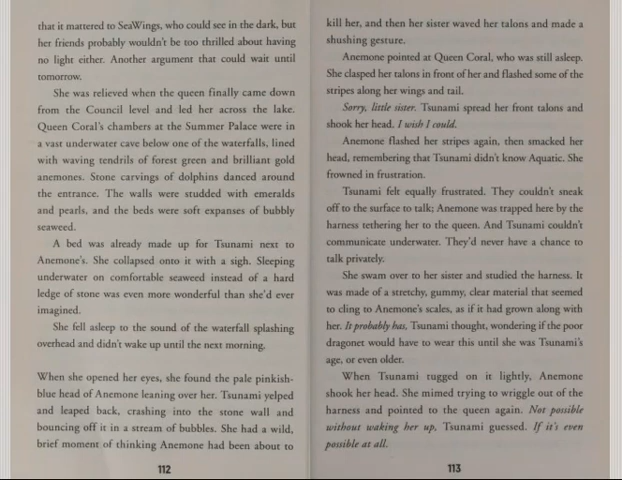 that it mattered to SeaWings, who could see in the dark, but
her friends probably wouldn't be too thrilled about having
no light either. Another argument that could wait until
tomorrow.
She was relieved when the queen finally came down
from the Council level and led her across the lake.
Queen Coral's chambers at the Summer Palace were in
a vast underwater cave below one of the waterfalls, lined
with waving tendrils of forest green and brilliant gold
anemones. Stone carvings of dolphins danced around
the entrance. The walls were studded with emeralds
and pearls, and the beds were soft expanses of bubbly
seaweed.
A bed was already made up for Tsunami next to
Anemone's. She collapsed onto it with a sigh. Sleeping
underwater on comfortable seaweed instead of a hard
ledge of stone was even more wonderful than she'd ever
imagined.
She fell asleep to the sound of the waterfall splashing
overhead and didn't wake up until the next morning.
When she opened her eyes, she found the pale pinkish-
blue head of Anemone leaning over her. Tsunami yelped
and leaped back, crashing into the stone wall and
bouncing off it in a stream of bubbles. She had a wild,
brief moment of thinking Anemone had been about to
112
kill her, and then her sister waved her talons and made a
shushing gesture.
Anemone pointed at Queen Coral, who was still asleep.
She clasped her talons in front of her and flashed some of the
stripes along her wings and tail.
Sorry, little sister. Tsunami spread her front talons and
shook her head. I wish I could.
Anemone flashed her stripes again, then smacked her
head, remembering that Tsunami didn't know Aquatic. She
frowned in frustration.
Tsunami felt equally frustrated. They couldn't sneak
off to the surface to talk; Anemone was trapped here by the
harness tethering her to the queen. And Tsunami couldn't
communicate underwater. They'd never have a chance to
talk privately.
She swam over to her sister and studied the harness. It
was made of a stretchy, gummy, clear material that seemed
to cling to Anemone's scales, as if it had grown along with
her. It probably has, Tsunami thought, wondering if the poor
dragonet would have to wear this until she was Tsunami's
age, or even older.
When Tsunami tugged on it lightly, Anemone
shook her head. She mimed trying to wriggle out of the
harness and pointed to the queen again. Not possible
without waking her up, Tsunami guessed. If it's even
possible at all.
113